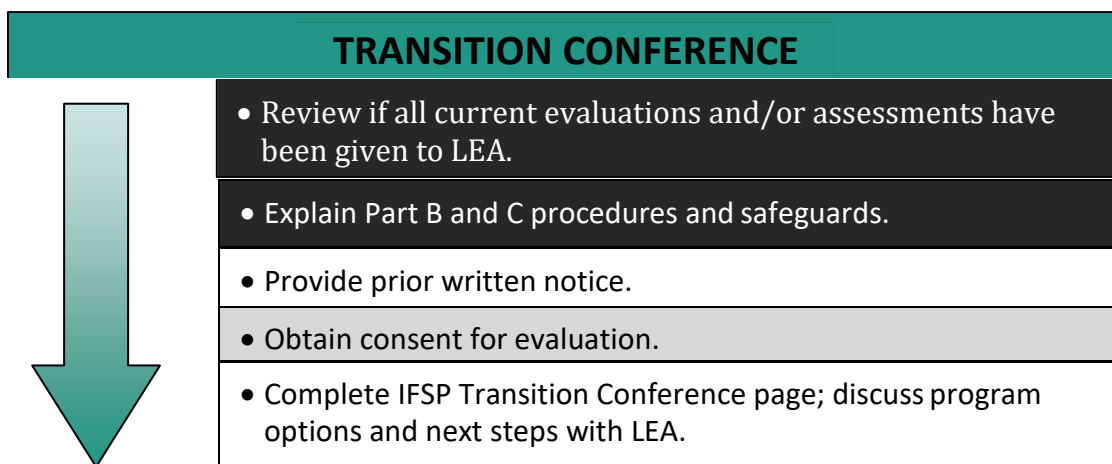 TRANSITION CONFERENCE
• Review if all current evaluations and/or assessments have
been given to LEA.
• Explain Part B and C procedures and safeguards.
• Provide prior written notice.
• Obtain consent for evaluation.
• Complete IFSP Transition Conference page; discuss program
options and next steps with LEA.